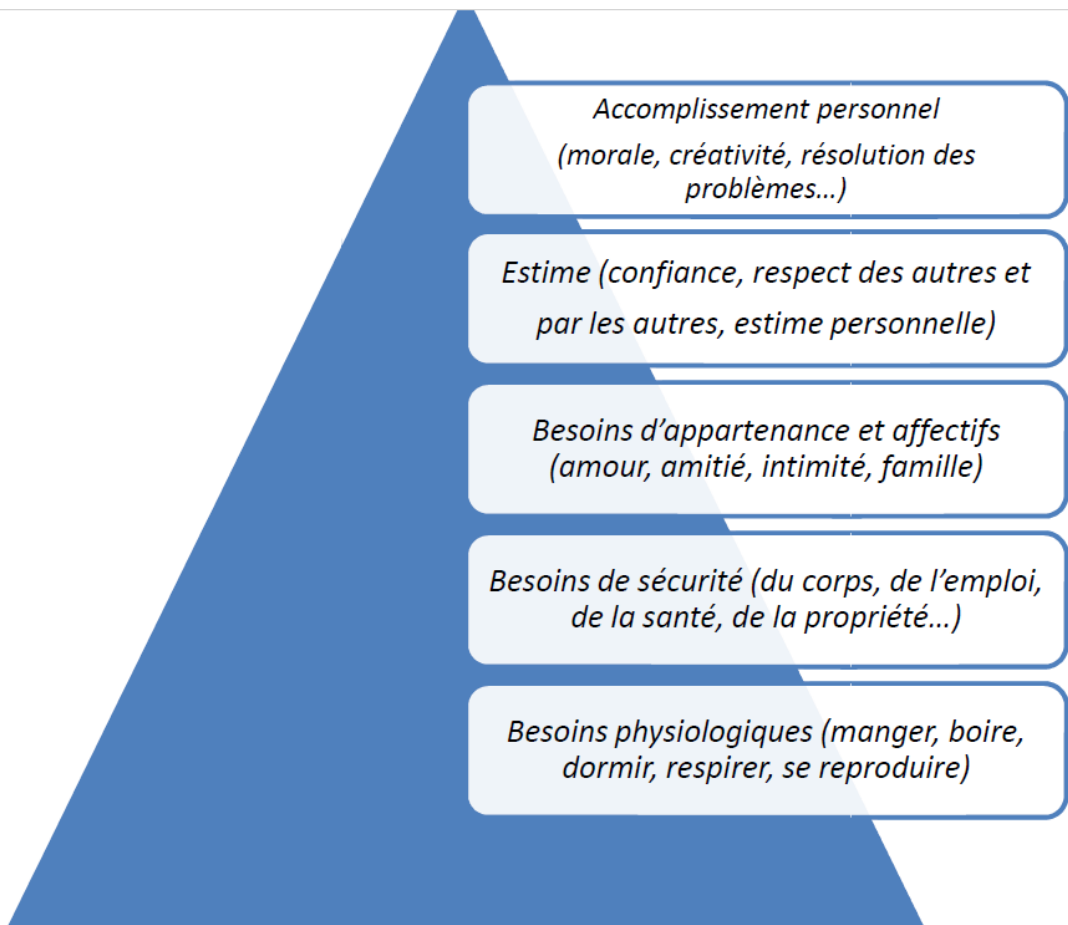 Accomplissement personnel
(morale, créativité, résolution des
problèmes…)
Estime (confiance, respect des autres et
par les autres, estime personnelle)
Besoins d’appartenance et affectifs
(amour, amitié, intimité, famille)
Besoins de sécurité (du corps, de l’emploi,
de la santé, de la propriété…)
Besoins physiologiques (manger, boire,
dormir, respirer, se reproduire)